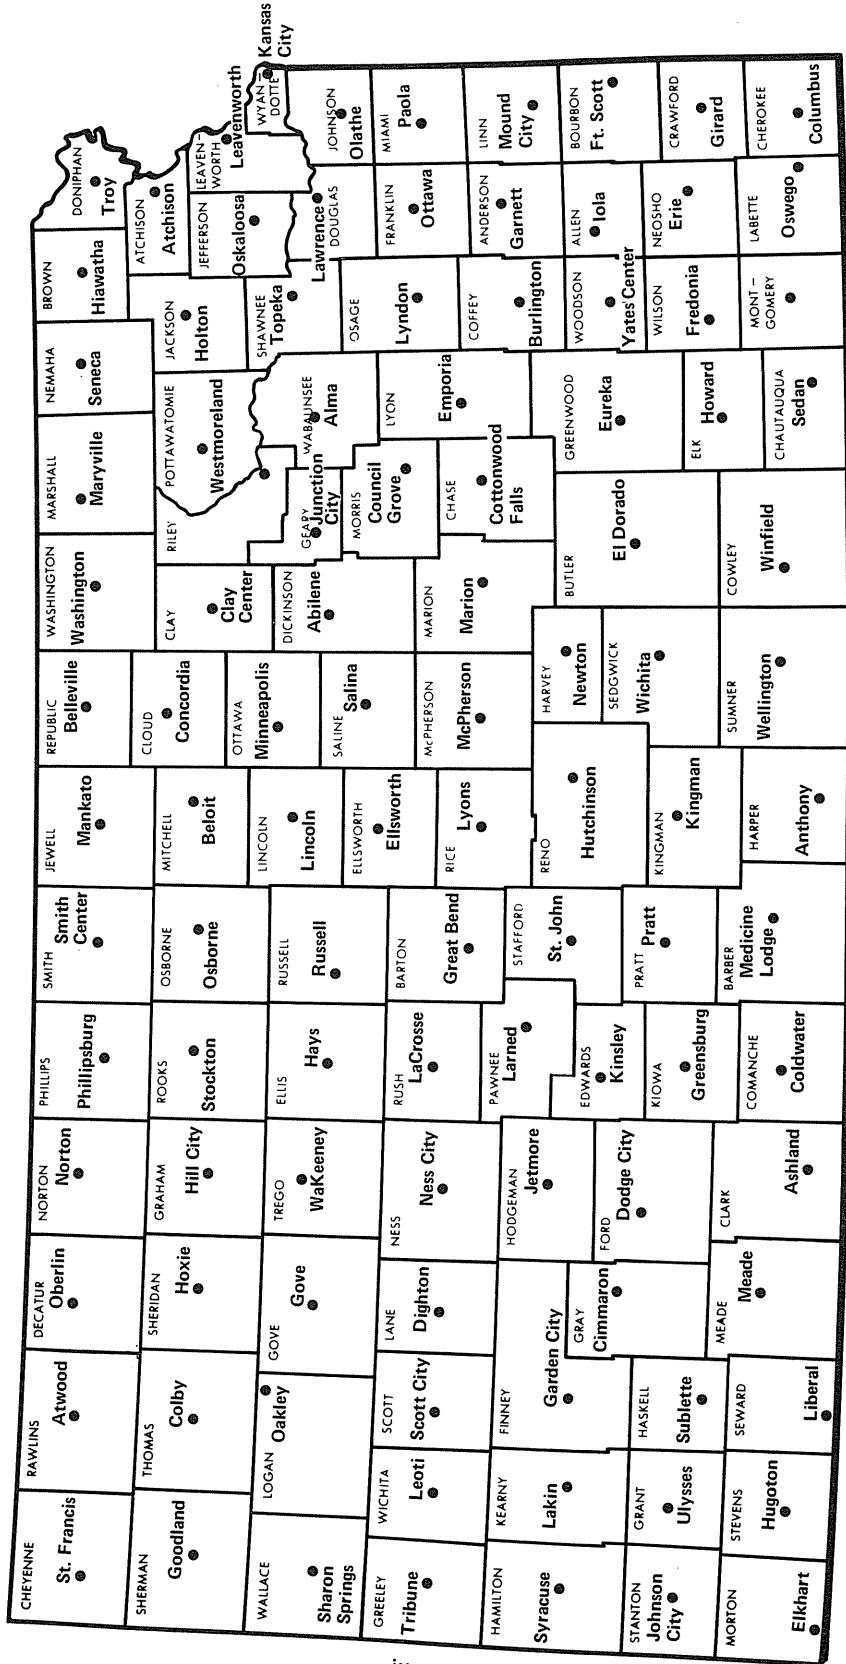 CHEYENNE
St. Francis
RAWLINS
Atwood
DECATUR
Oberlin
NORTON
Norton
PHILLIPS
Phillipsburg
SMITH
Smith
Center
JEWELL
Mankato
REPUBLIC
Belleville
WASHINGTON
Washington
MARSHALL
Maryville
NEMAHA
Seneca
BROWN
Hiawatha
DONIPHAN
Troy
SHERMAN
Goodland
THOMAS
Colby
SHERIDAN
Hoxie
GRAHAM
Hill City
ROOKS
Stockton
OSBORNE
Osborne
MITCHELL
Beloit
CLOUD
Concordia
CLAY
Clay
Center
RILEY
POTTAWATOMIE
Westmoreland
JACKSON
Holton
ATCHISON
Atchison
JEFFERSON
Oskaloosa
LEAVEN-
WORTH
Leavenworth
WYAN-
DOTTE
Kansas
City
WALLACE
Sharon
Springs
LOGAN
Oakley
GOVE
Gove
TREGO
WaKeeney
ELLIS
Hays
RUSSELL
Russell
LINCOLN
Lincoln
OTTAWA
Minneapolis
DICKINSON
Abilene
GEARY
Junction
City
WABAUNSEE
Alma
SHAWNEE
Topeka
Lawrence
DOUGLAS
JOHNSON
Olathe
ELLSWORTH
Ellsworth
SALINE
Salina
MORRIS
Council
Grove
OSAGE
Lyndon
FRANKLIN
Ottawa
MIAMI
Paola
GREELEY
Tribune
WICHITA
Leoti
SCOTT
Scott City
LANE
Dighton
NESS
Ness City
RUSH
LaCrosse
BARTON
Great Bend
RICE
Lyons
McPHERSON
McPherson
MARION
Marion
CHASE
Cottonwood
Falls
LYON
Emporia
COFFEY
Burlington
ANDERSON
Garnett
LINN
Mound
City
HAMILTON
Syracuse
KEARNY
Lakin
FINNEY
Garden City
HODGEMAN
Jetmore
PAWNEE
Larned
STAFFORD
St. John
RENO
Hutchinson
HARVEY
Newton
BUTLER
El Dorado
GREENWOOD
Eureka
WOODSON
Yates Center
ALLEN
Iola
BOURBON
Ft. Scott
GRAY
Cimmaron
FORD
Dodge City
EDWARDS
Kinsley
PRATT
Pratt
KINGMAN
Kingman
SEDGWICK
Wichita
WILSON
Fredonia
NEOSHO
Erie
CRAWFORD
Girard
STANTON
Johnson
City
GRANT
Ulysses
HASKELL
Sublette
KIOWA
Greensburg
ELK
Howard
MORTON
Elkhart
STEVENS
Hugoton
SEWARD
Liberal
MEADE
Meade
CLARK
Ashland
COMANCHE
Coldwater
BARBER
Medicine
Lodge
HARPER
Anthony
SUMNER
Wellington
COWLEY
Winfield
CHAUTAUQUA
Sedan
MONT-
GOMERY
LABETTE
Oswego
CHEROKEE
Columbus